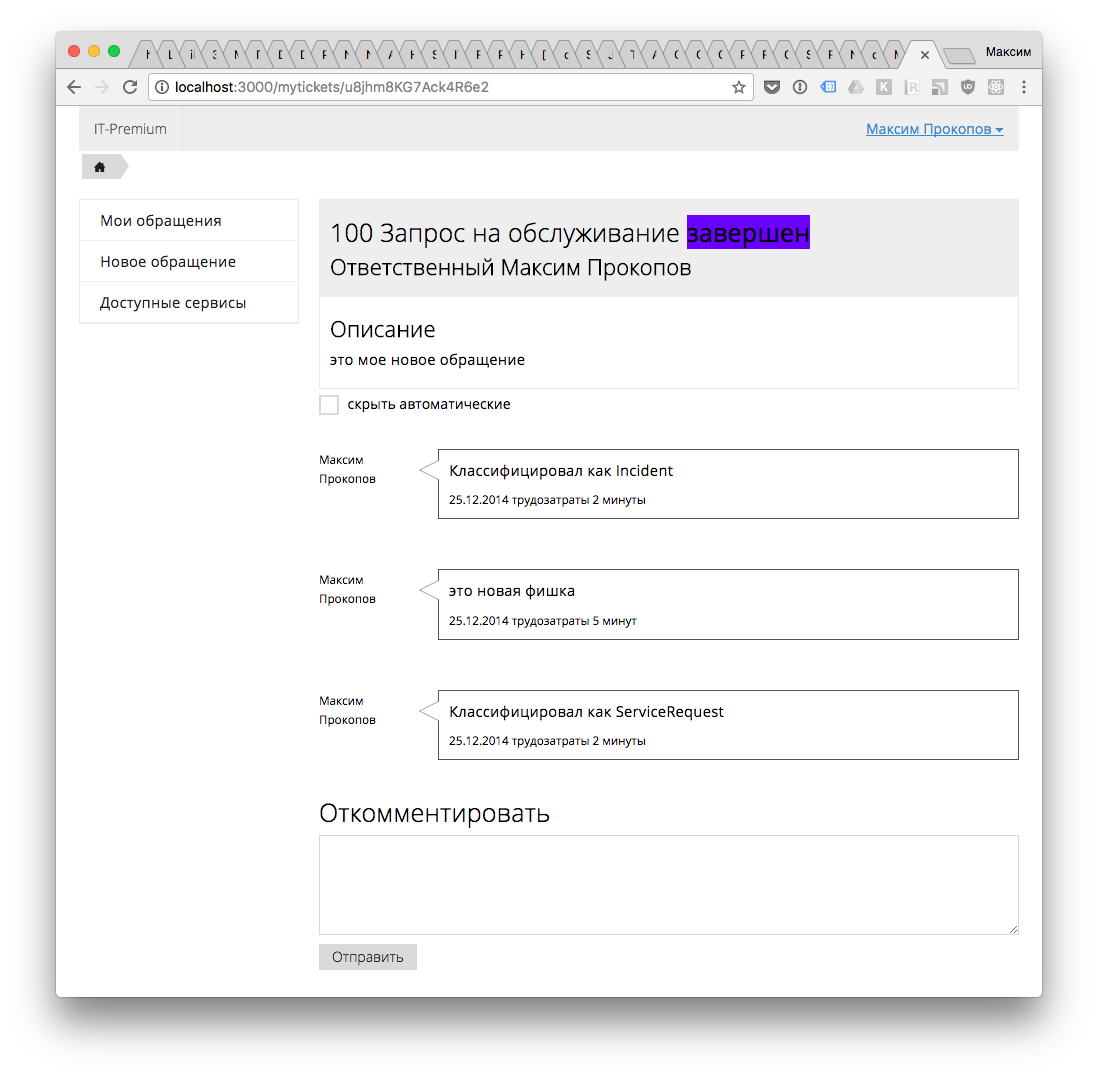 Максим
localhost:3000/mytickets/u8jhm8KG7Ack4R6e2
IT-Premium
Максим Прокопов
Мои обращения
Новое обращение
Доступные сервисы
100 Запрос на обслуживание завершен
Ответственный Максим Прокопов
Описание
это мое новое обращение
скрыть автоматические
Максим
Прокопов
Классифицировал как Incident
25.12.2014 трудозатраты 2 минуты
Максим
Прокопов
это новая фишка
25.12.2014 трудозатраты 5 минут
Максим
Прокопов
Классифицировал как ServiceRequest
25.12.2014 трудозатраты 2 минуты
Откомментировать
Отправить